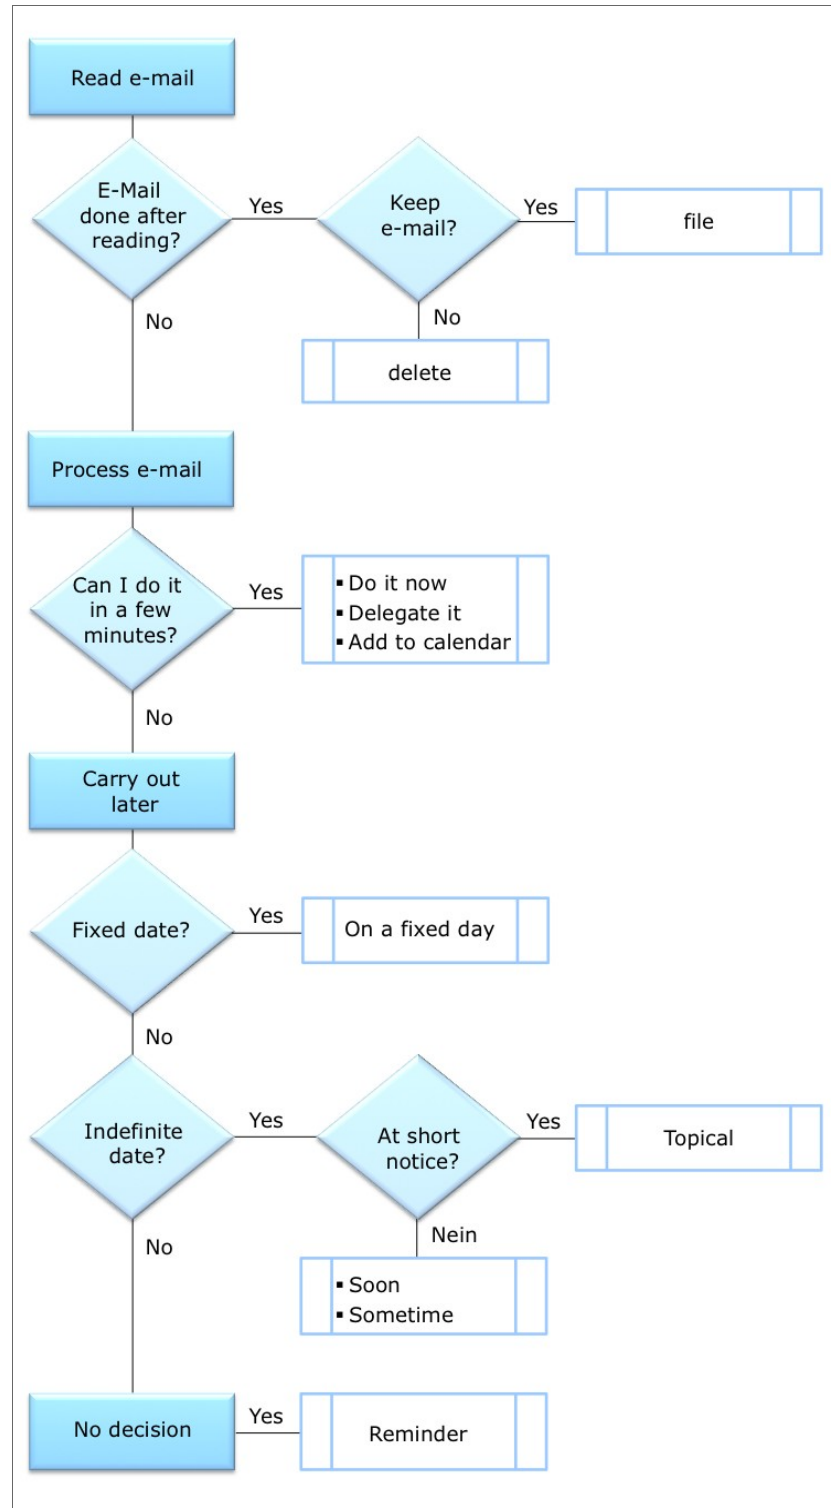 Read e-mail
E-Mail
done after
reading?
Yes
Keep
e-mail?
Yes
file
No
No
delete
Process e-mail
Can I do it
in a few
minutes?
Yes
▪ Do it now
▪ Delegate it
▪ Add to calendar
No
Carry out
later
Fixed date?
Yes
On a fixed day
No
Indefinite
date?
Yes
At short
notice?
Yes
Topical
No
Nein
▪ Soon
▪ Sometime
No decision
Yes
Reminder